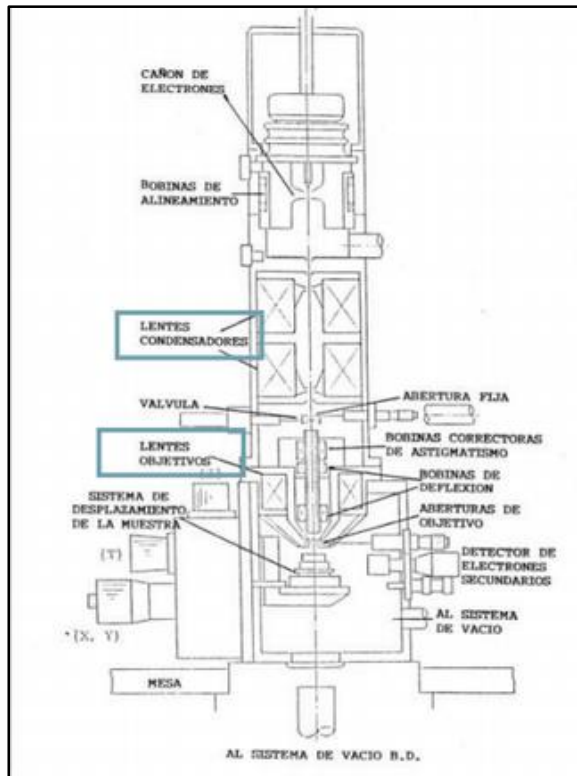 CAÑON DE
ELECTRONES
BOBINAS DE
ALINEAMIENTO
LENTES
CONDENSADORES
VALVULA
ABERTURA FIJA
BOBINAS CORRECTORAS
DE ASTIGMATISMO
LENTES
OBJETIVOS
BOBINAS DE
DEFLEXION
SISTEMA DE
DESPLAZAMIENTO
DE LA MUESTRA
ABERTURAS DE
OBJETIVO
(T)
DETECTOR DE
ELECTRONES
SECUNDARIOS
(X, Y)
AL SISTEMA
DE VACIO
MESA
AL SISTEMA DE VACIO B.D.